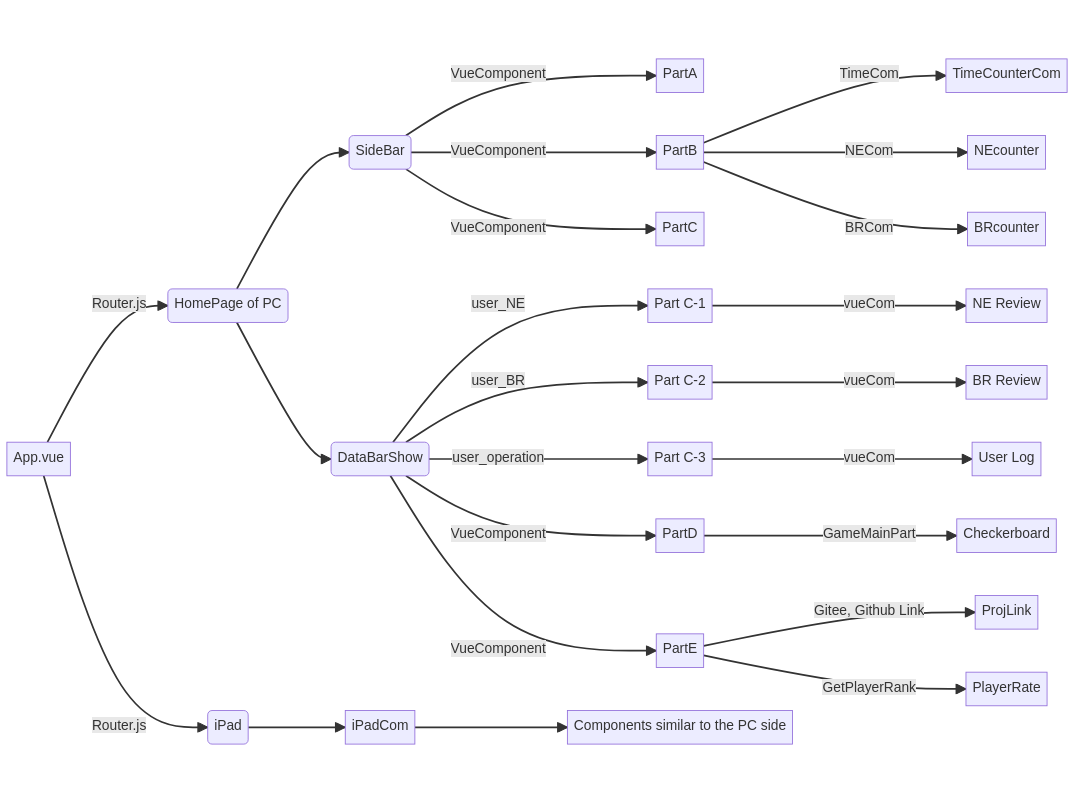 VueComponent
PartA
TimeCom
TimeCounterCom
SideBar
VueComponent
PartB
NECom
NEcounter
VueComponent
PartC
BRCom
BRcounter
Router.js
HomePage of PC
user_NE
Part C-1
vueCom
NE Review
user_BR
Part C-2
vueCom
BR Review
App.vue
DataBarShow
user_operation
Part C-3
vueCom
User Log
VueComponent
PartD
GameMainPart
Checkerboard
Gitee, Github Link
ProjLink
VueComponent
PartE
GetPlayerRank
PlayerRate
Router.js
iPad
iPadCom
Components similar to the PC side